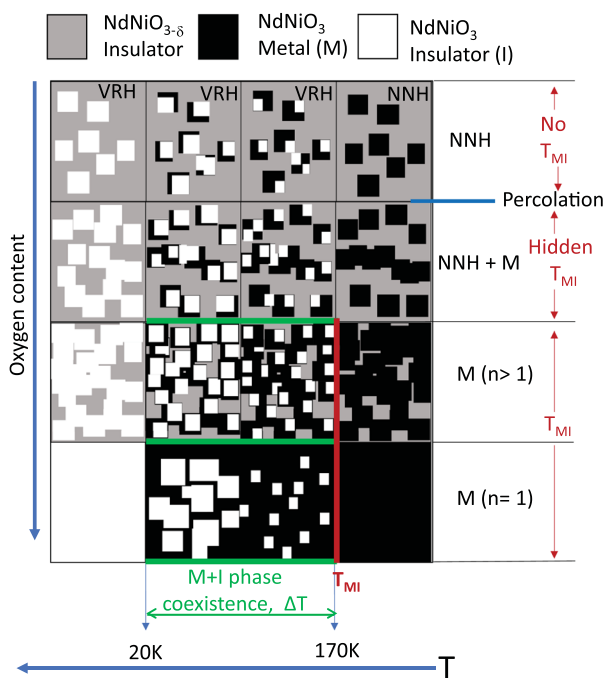 NdNiO3-δ
Insulator
NdNiO3
Metal (M)
NdNiO3
Insulator (I)
VRH
VRH
VRH
NNH
NNH
No
TMI
Percolation
NNH + M
Hidden
TMI
M (n> 1)
TMI
M (n= 1)
Oxygen content
M+I phase
coexistence, ΔT
TMI
20K
170K
T